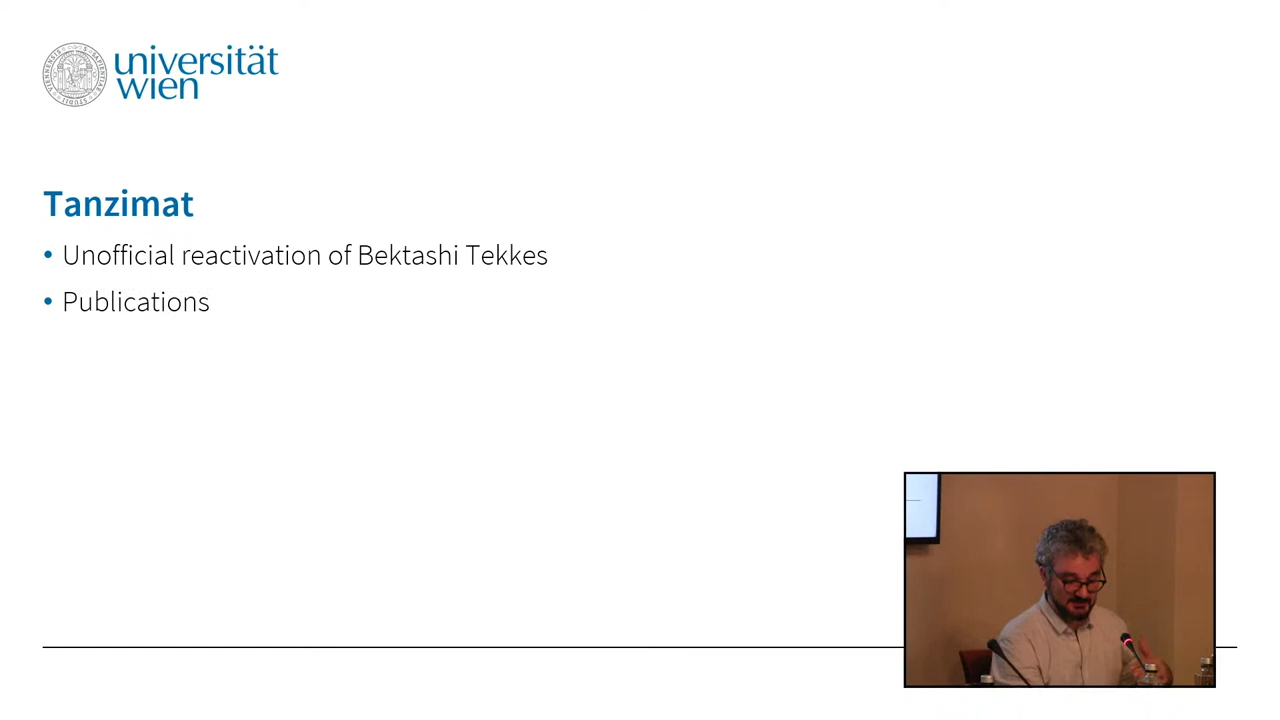 universität
wien
Tanzimat
• Unofficial reactivation of Bektashi Tekkes
• Publications